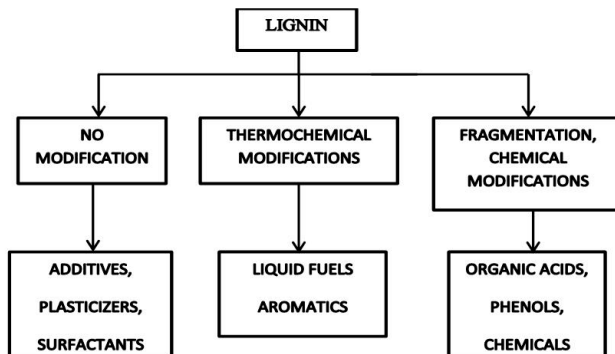 LIGNIN
NO
MODIFICATION
THERMOCHEMICAL
MODIFICATIONS
FRAGMENTATION,
CHEMICAL
MODIFICATIONS
ADDITIVES,
PLASTICIZERS,
SURFACTANTS
LIQUID FUELS
AROMATICS
ORGANIC ACIDS,
PHENOLS,
CHEMICALS